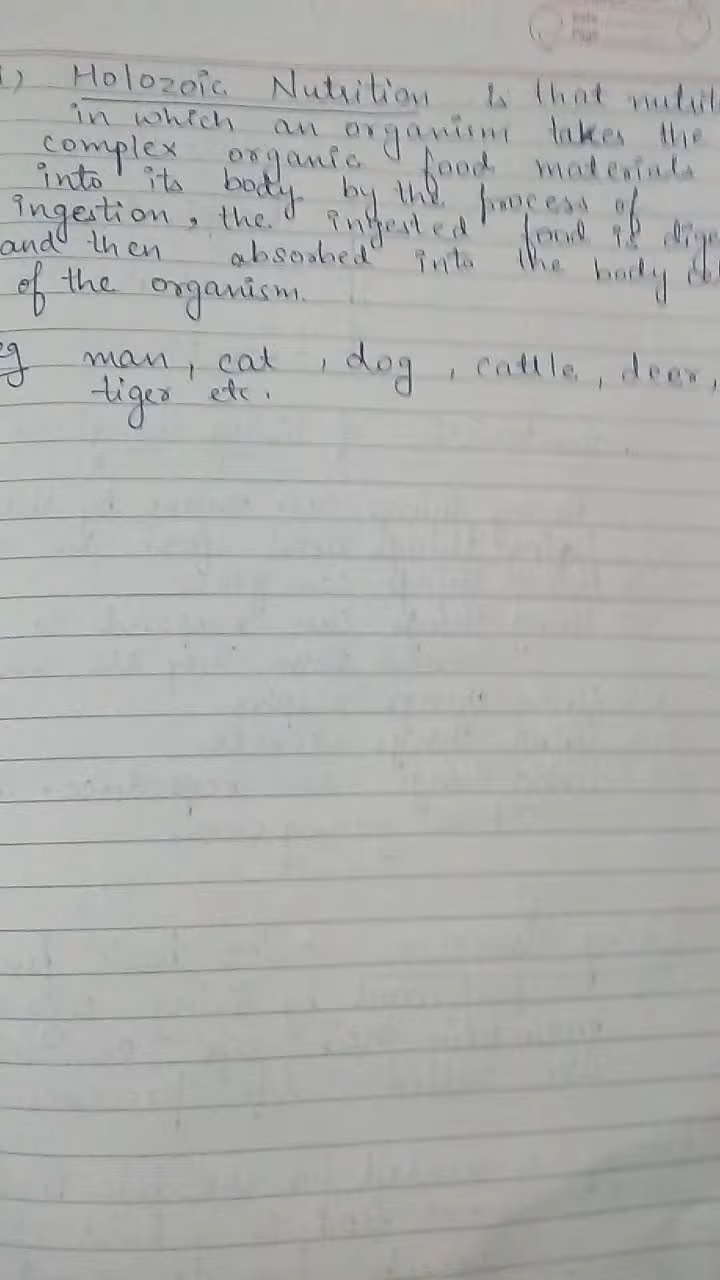 1) Holozoic Nutrition is that
in which an organism takes the
complex organic food materials
into its body by the process of
ingestion, the ingested food is
and then absorbed into the body
of the organism.
eg man, cat, dog, cattle, deer,
tiger etc.